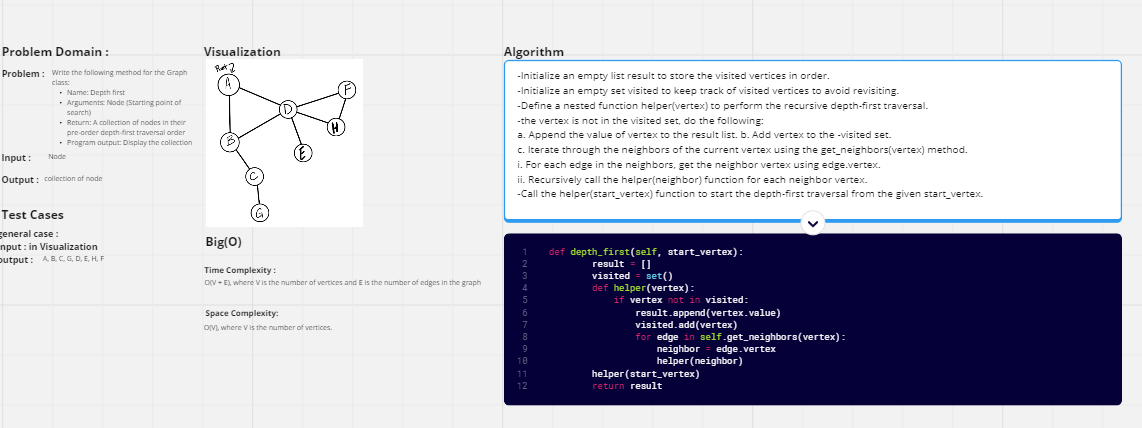 Problem Domain :
Problem : Write the following method for the Graph
class:
• Name: Depth first
• Arguments: Node (Starting point of
search)
• Return: A collection of nodes in their
pre-order depth-first traversal order
• Program output: Display the collection
Input : Node
Output : collection of node
Test Cases
general case :
nput : in Visualization
output : A, B, C, G, D, E, H, F
Visualization
A
F
D
H
B
E
C
G
Big(O)
Time Complexity :
O(V + E), where V is the number of vertices and E is the number of edges in the graph
Space Complexity:
O(V), where V is the number of vertices.
Algorithm
-Initialize an empty list result to store the visited vertices in order.
-Initialize an empty set visited to keep track of visited vertices to avoid revisiting.
-Define a nested function helper(vertex) to perform the recursive depth-first traversal.
-the vertex is not in the visited set, do the following:
a. Append the value of vertex to the result list. b. Add vertex to the -visited set.
c. Iterate through the neighbors of the current vertex using the get_neighbors(vertex) method.
i. For each edge in the neighbors, get the neighbor vertex using edge.vertex.
ii. Recursively call the helper(neighbor) function for each neighbor vertex.
-Call the helper(start_vertex) function to start the depth-first traversal from the given start_vertex.
1 def depth_first(self, start_vertex):
2 result = []
3 visited = set()
4 def helper(vertex):
5 if vertex not in visited:
6 result.append(vertex.value)
7 visited.add(vertex)
8 for edge in self.get_neighbors(vertex):
9 neighbor = edge.vertex
10 helper(neighbor)
11 helper(start_vertex)
12 return result